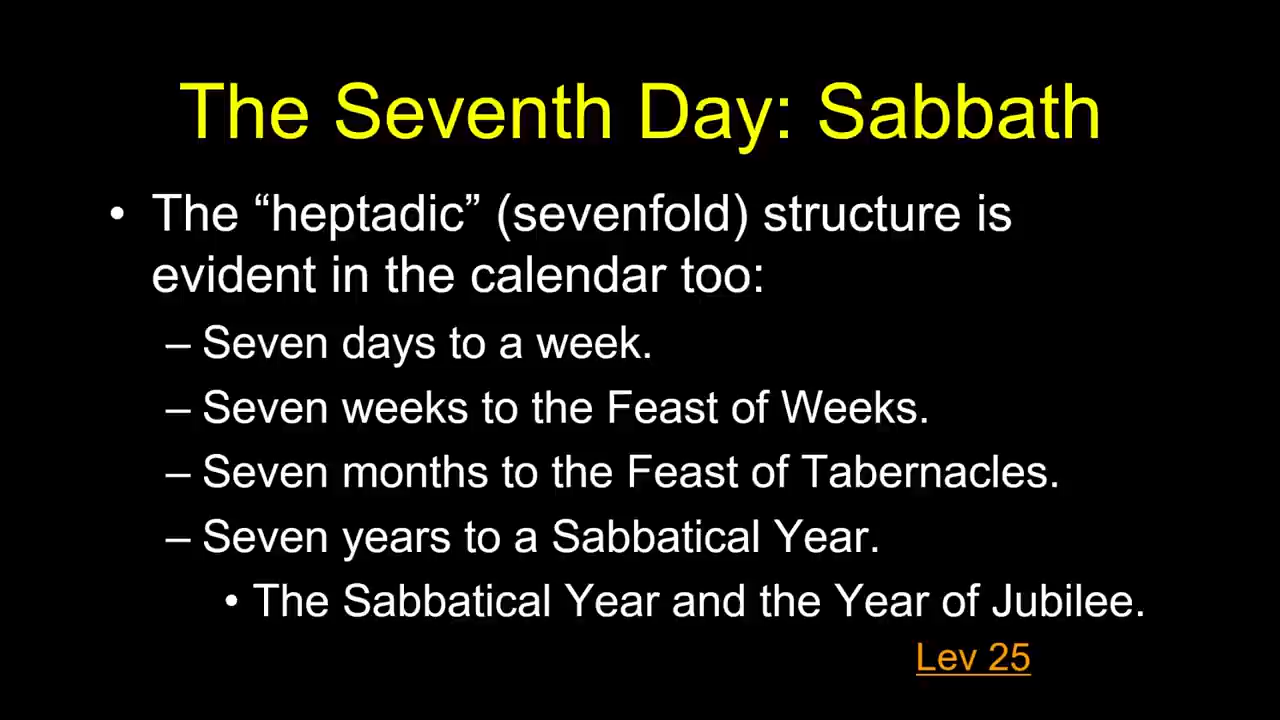 The Seventh Day: Sabbath
• The “heptadic” (sevenfold) structure is
evident in the calendar too:
– Seven days to a week.
– Seven weeks to the Feast of Weeks.
– Seven months to the Feast of Tabernacles.
– Seven years to a Sabbatical Year.
• The Sabbatical Year and the Year of Jubilee.
Lev 25